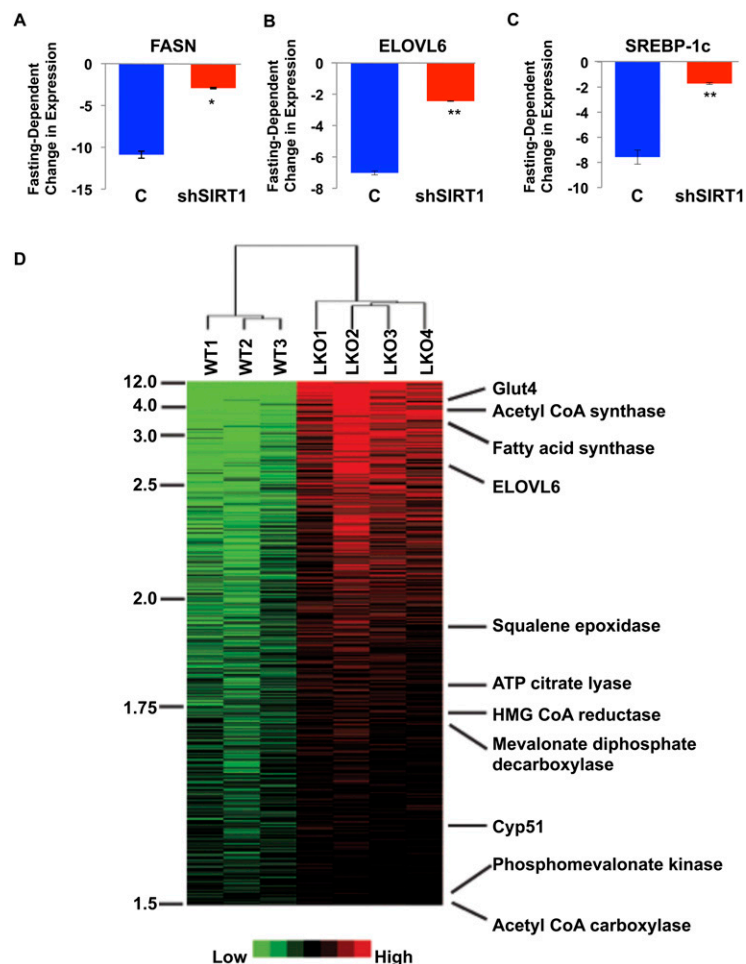 A
FASN
Fasting-Dependent
Change in Expression
0
-5
-10
-15
*
C
shSIRT1
B
ELOVL6
Fasting-Dependent
Change in Expression
0
-2
-4
-6
-8
**
C
shSIRT1
C
SREBP-1c
Fasting-Dependent
Change in Expression
0
-2
-4
-6
-8
-10
**
C
shSIRT1
D
WT1
WT2
WT3
LKO1
LKO2
LKO3
LKO4
12.0
4.0
3.0
2.5
2.0
1.75
1.5
Glut4
Acetyl CoA synthase
Fatty acid synthase
ELOVL6
Squalene epoxidase
ATP citrate lyase
HMG CoA reductase
Mevalonate diphosphate
decarboxylase
Cyp51
Phosphomevalonate kinase
Acetyl CoA carboxylase
Low
High